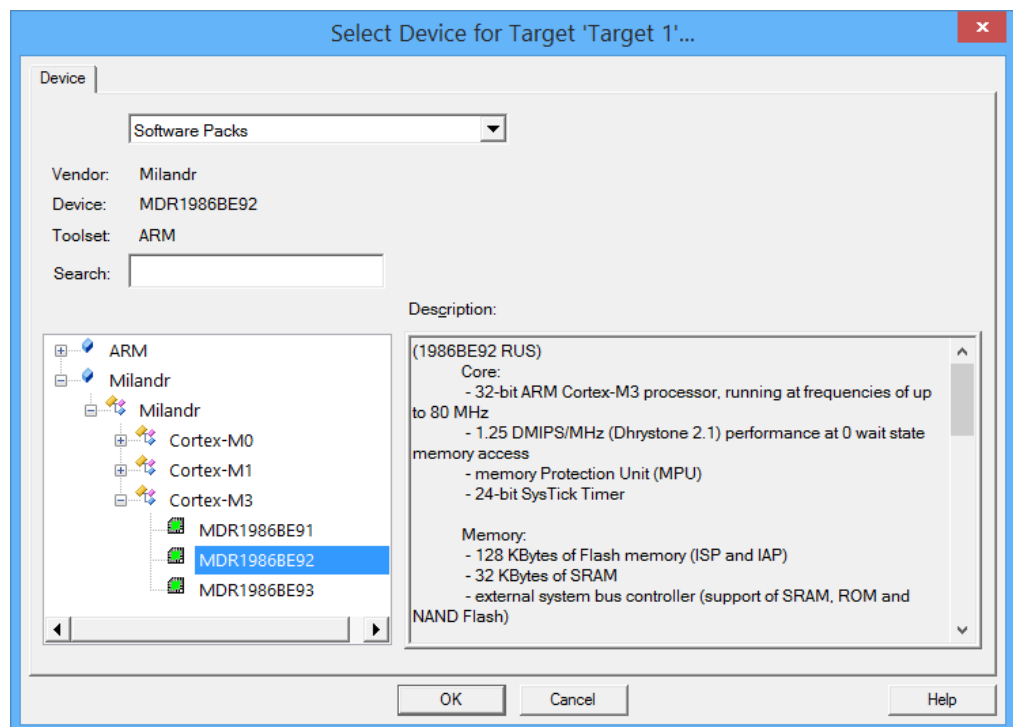 Select Device for Target 'Target 1'...
Device
Software Packs
Vendor: Milandr
Device: MDR1986BE92
Toolset: ARM
Search:
Description:
ARM
Milandr
Milandr
Cortex-M0
Cortex-M1
Cortex-M3
MDR1986BE91
MDR1986BE92
MDR1986BE93
(1986BE92 RUS)
Core:
- 32-bit ARM Cortex-M3 processor, running at frequencies of up
to 80 MHz
- 1.25 DMIPS/MHz (Dhrystone 2.1) performance at 0 wait state
memory access
- memory Protection Unit (MPU)
- 24-bit SysTick Timer
Memory:
- 128 KBytes of Flash memory (ISP and IAP)
- 32 KBytes of SRAM
- external system bus controller (support of SRAM, ROM and
NAND Flash)
OK
Cancel
Help